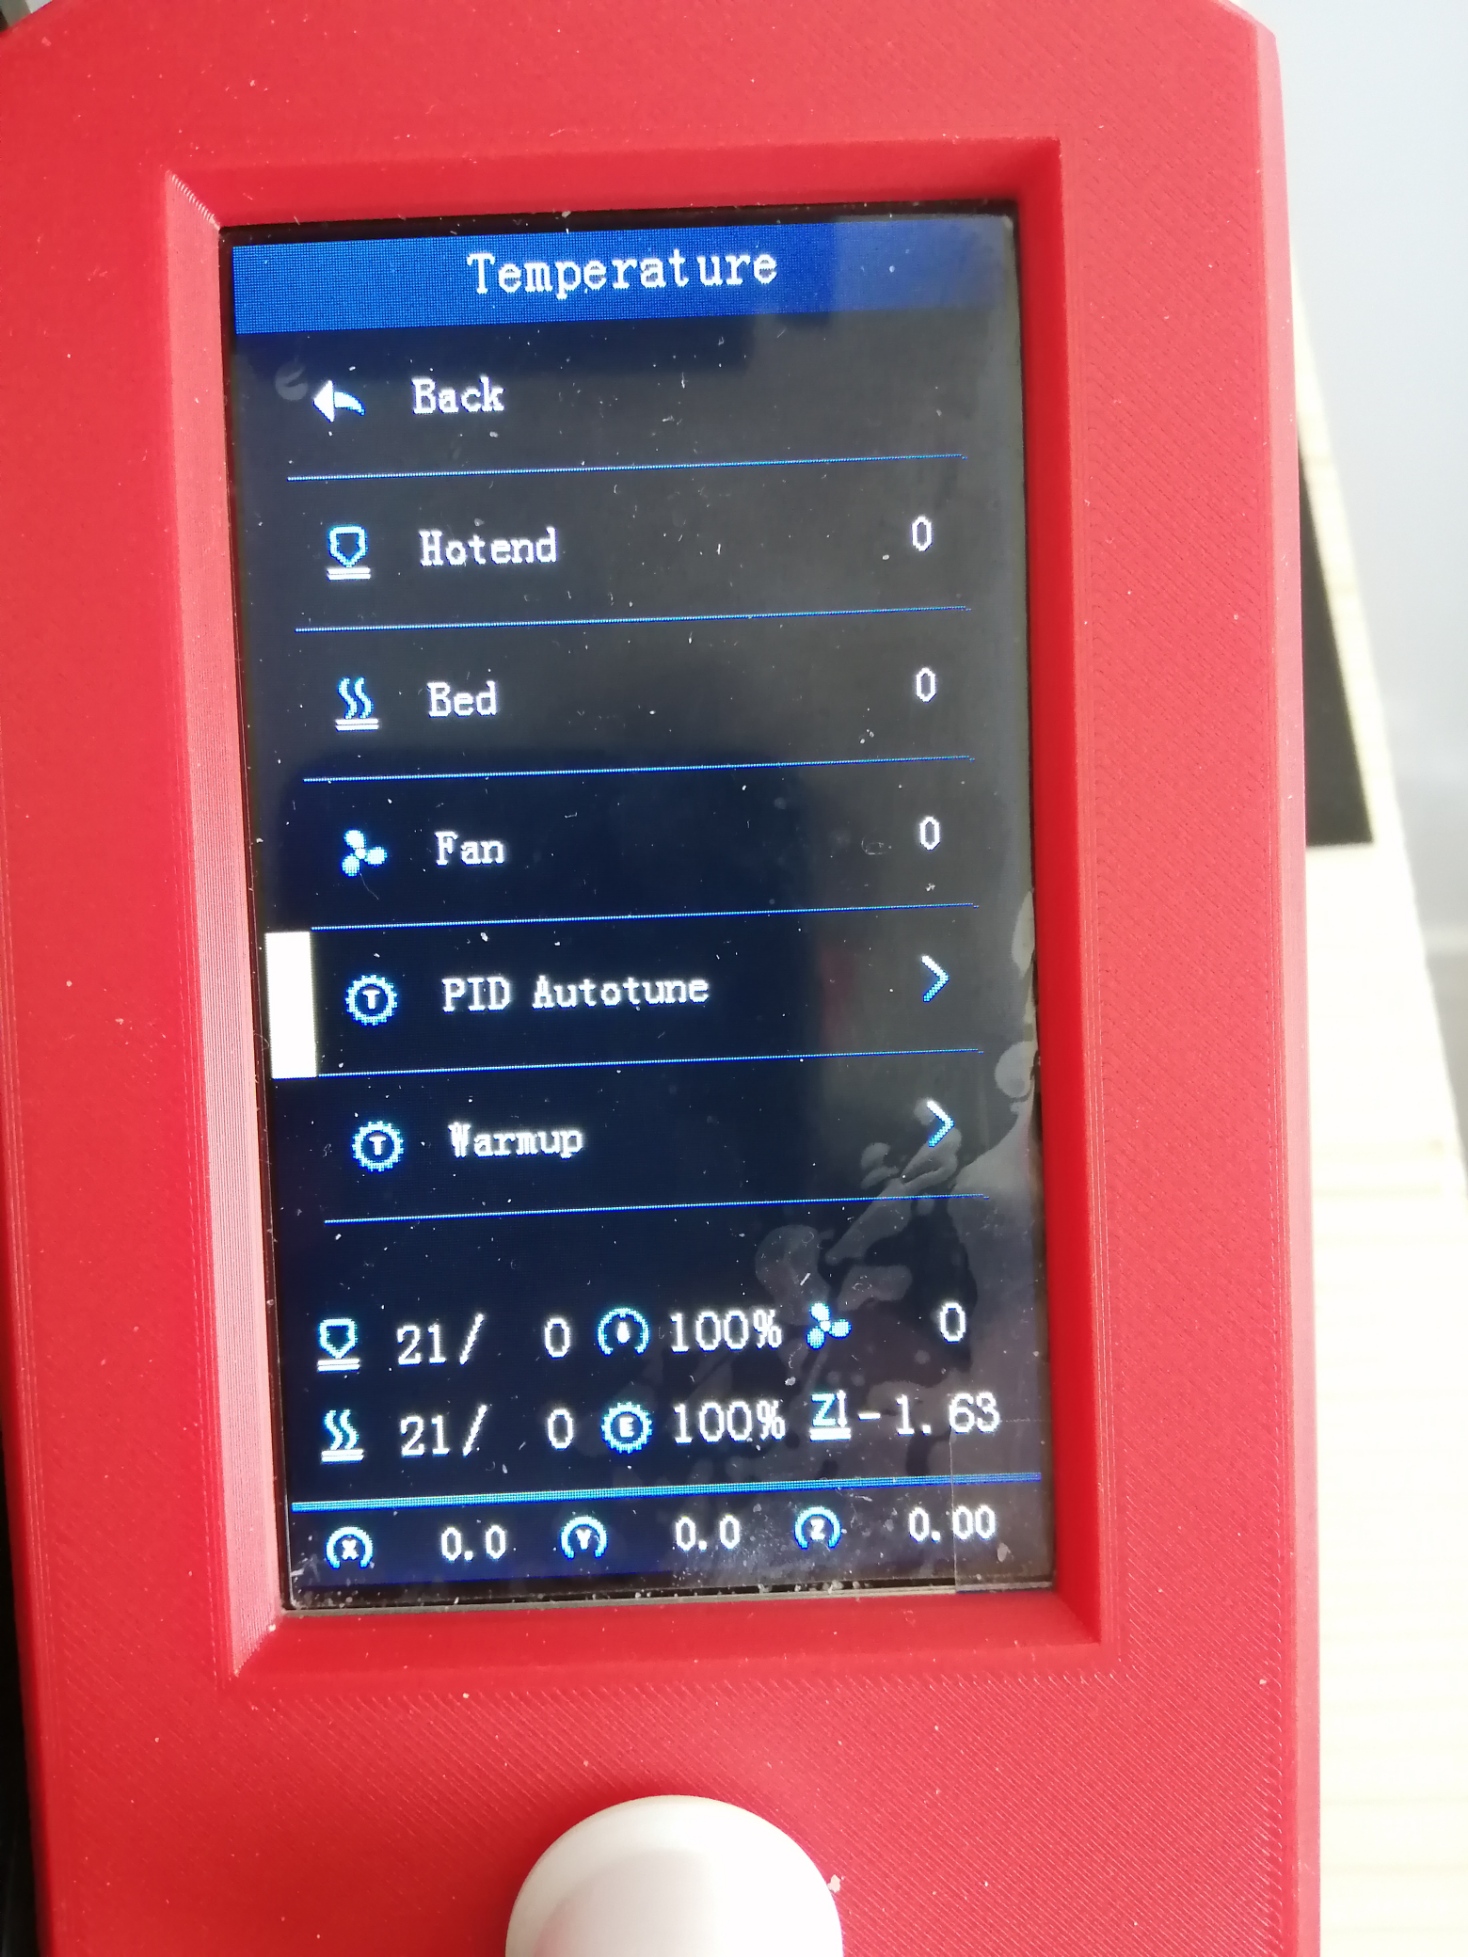 Temperature
Back
Hotend 0
Bed 0
Fan 0
T PID Autotune
T Warmup
21/ 0 100% 0
21/ 0 E 100% Z -1.63
X 0.0 Y 0.0 Z 0.00